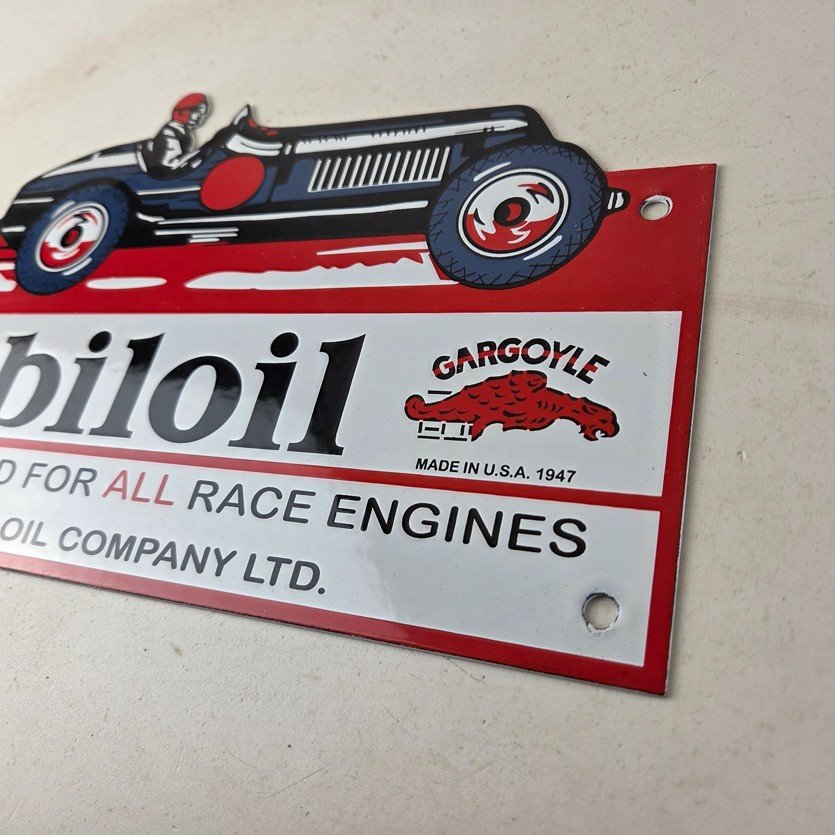 biloil
GARGOYLE
MADE IN U.S.A. 1947
D FOR ALL RACE ENGINES
OIL COMPANY LTD.